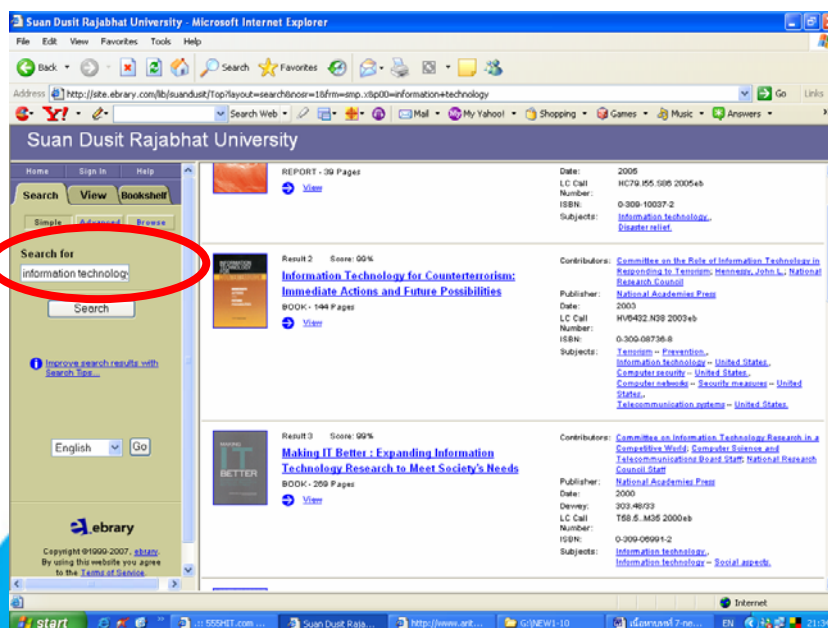 Suan Dusit Rajabhat University - Microsoft Internet Explorer
File Edit View Favorites Tools Help
Back Search Favorites
Address http://site.ebrary.com/lib/suandusit/Top?layout=search&nosr=1&frm=smp.x&p00=information+technology Go Links
Y! Search Web Mail My Yahoo! Shopping Games Music Answers
Suan Dusit Rajabhat University
Home Sign In Help
Search View Bookshelf
Simple Advanced Browse
Search for
information technology
Search
Improve search results with
Search Tips...
English Go
ebrary
Copyright ©1999-2007, ebrary.
By using this website you agree
to the Terms of Service.
REPORT - 39 Pages
View
Date: 2005
LC Call Number: HC79.I55.S86 2005eb
ISBN: 0-309-10037-2
Subjects: Information technology.,
Disaster relief.
Result 2 Score: 99%
Information Technology for Counterterrorism:
Immediate Actions and Future Possibilities
BOOK - 144 Pages
View
Contributors: Committee on the Role of Information Technology in
Responding to Terrorism; Hennessy, John L.; National
Research Council
Publisher: National Academies Press
Date: 2003
LC Call Number: HV6432.N38 2003eb
ISBN: 0-309-08736-8
Subjects: Terrorism -- Prevention.,
Information technology -- United States.,
Computer security -- United States.,
Computer networks -- Security measures -- United
States.,
Telecommunication systems -- United States.
Result 3 Score: 99%
MAKING
IT
BETTER
Making IT Better : Expanding Information
Technology Research to Meet Society's Needs
BOOK - 269 Pages
View
Contributors: Committee on Information Technology Research in a
Competitive World; Computer Science and
Telecommunications Board Staff; National Research
Council Staff
Publisher: National Academies Press
Date: 2000
Dewey: 303.48/33
LC Call Number: T58.5..M35 2000eb
ISBN: 0-309-06991-2
Subjects: Information technology.,
Information technology -- Social aspects.
Internet
start .:: 555HIT.com ... Suan Dusit Raja... http://www.arit... G:\NEW1-10 EN 21:34